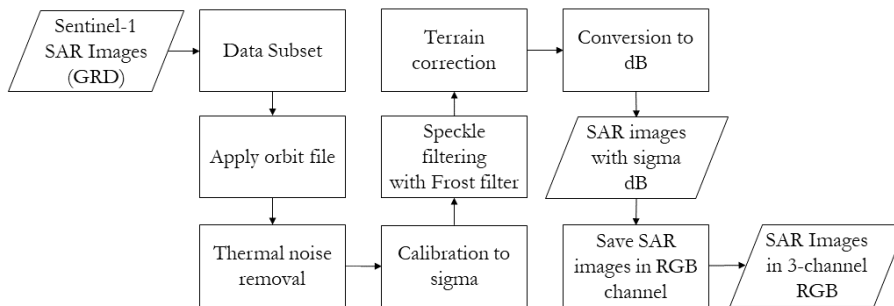 Sentinel-1
SAR Images
(GRD)
Data Subset
Apply orbit file
Thermal noise
removal
Calibration to
sigma
Speckle
filtering
with Frost filter
Terrain
correction
Conversion to
dB
SAR images
with sigma
dB
Save SAR
images in RGB
channel
SAR Images
in 3-channel
RGB